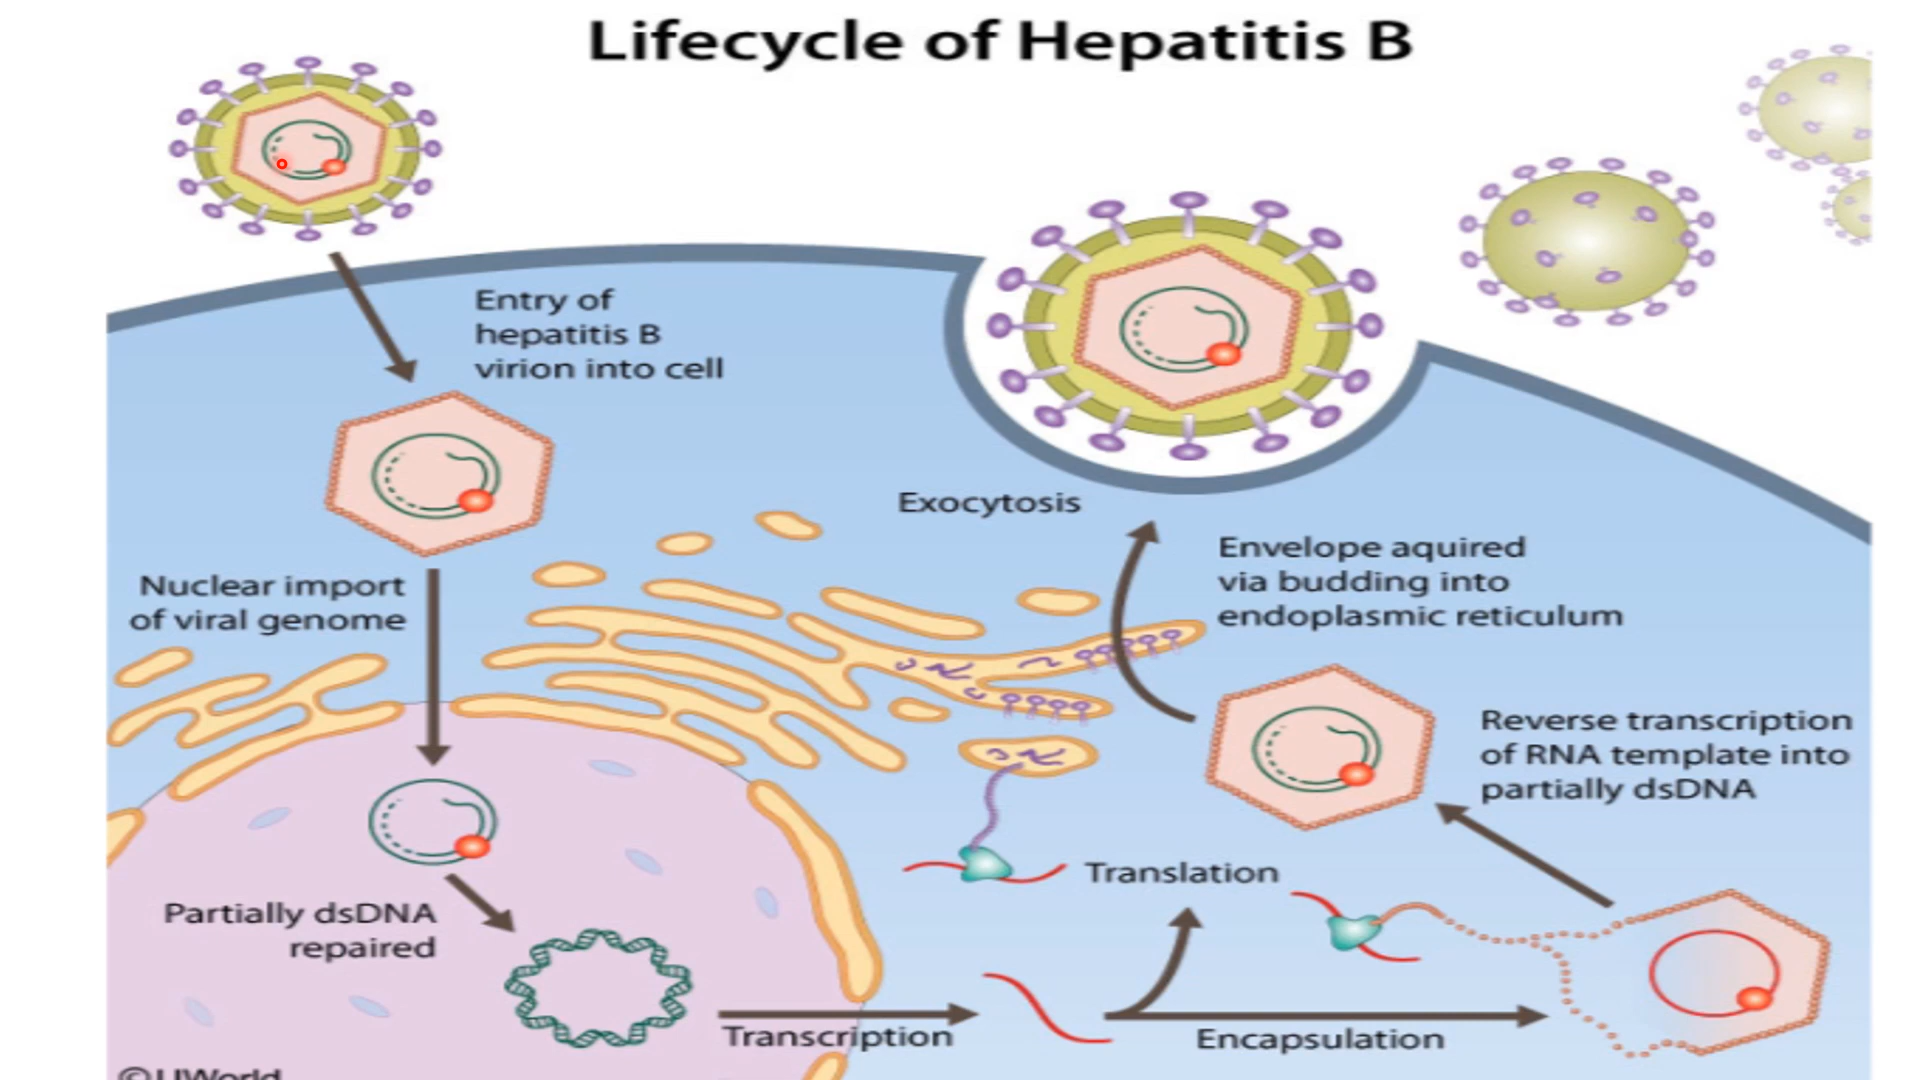 Lifecycle of Hepatitis B
Entry of
hepatitis B
virion into cell
Exocytosis
Envelope aquired
via budding into
endoplasmic reticulum
Nuclear import
of viral genome
Reverse transcription
of RNA template into
partially dsDNA
Translation
Partially dsDNA
repaired
Transcription
Encapsulation
©UWorld